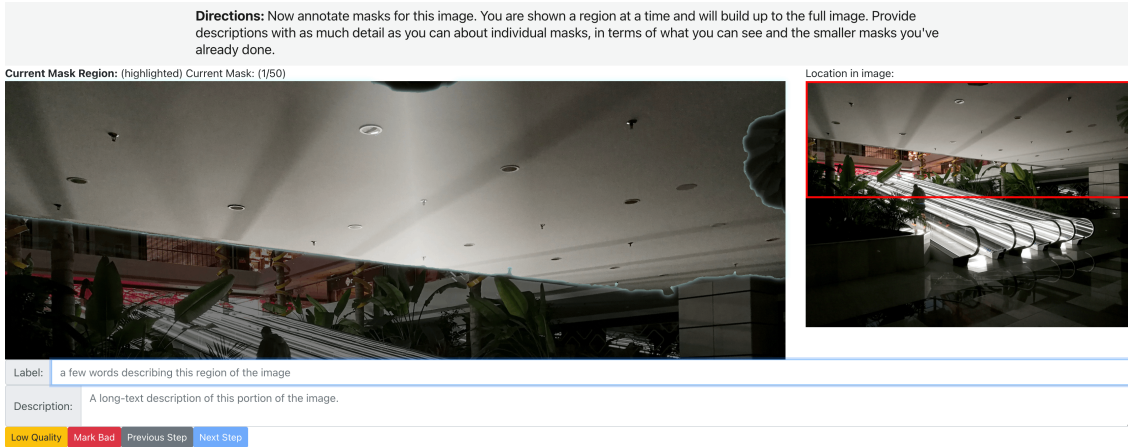 Directions: Now annotate masks for this image. You are shown a region at a time and will build up to the full image. Provide
descriptions with as much detail as you can about individual masks, in terms of what you can see and the smaller masks you've
already done.
Current Mask Region: (highlighted) Current Mask: (1/50)
Location in image:
Label: a few words describing this region of the image
Description: A long-text description of this portion of the image.
Low Quality Mark Bad Previous Step Next Step